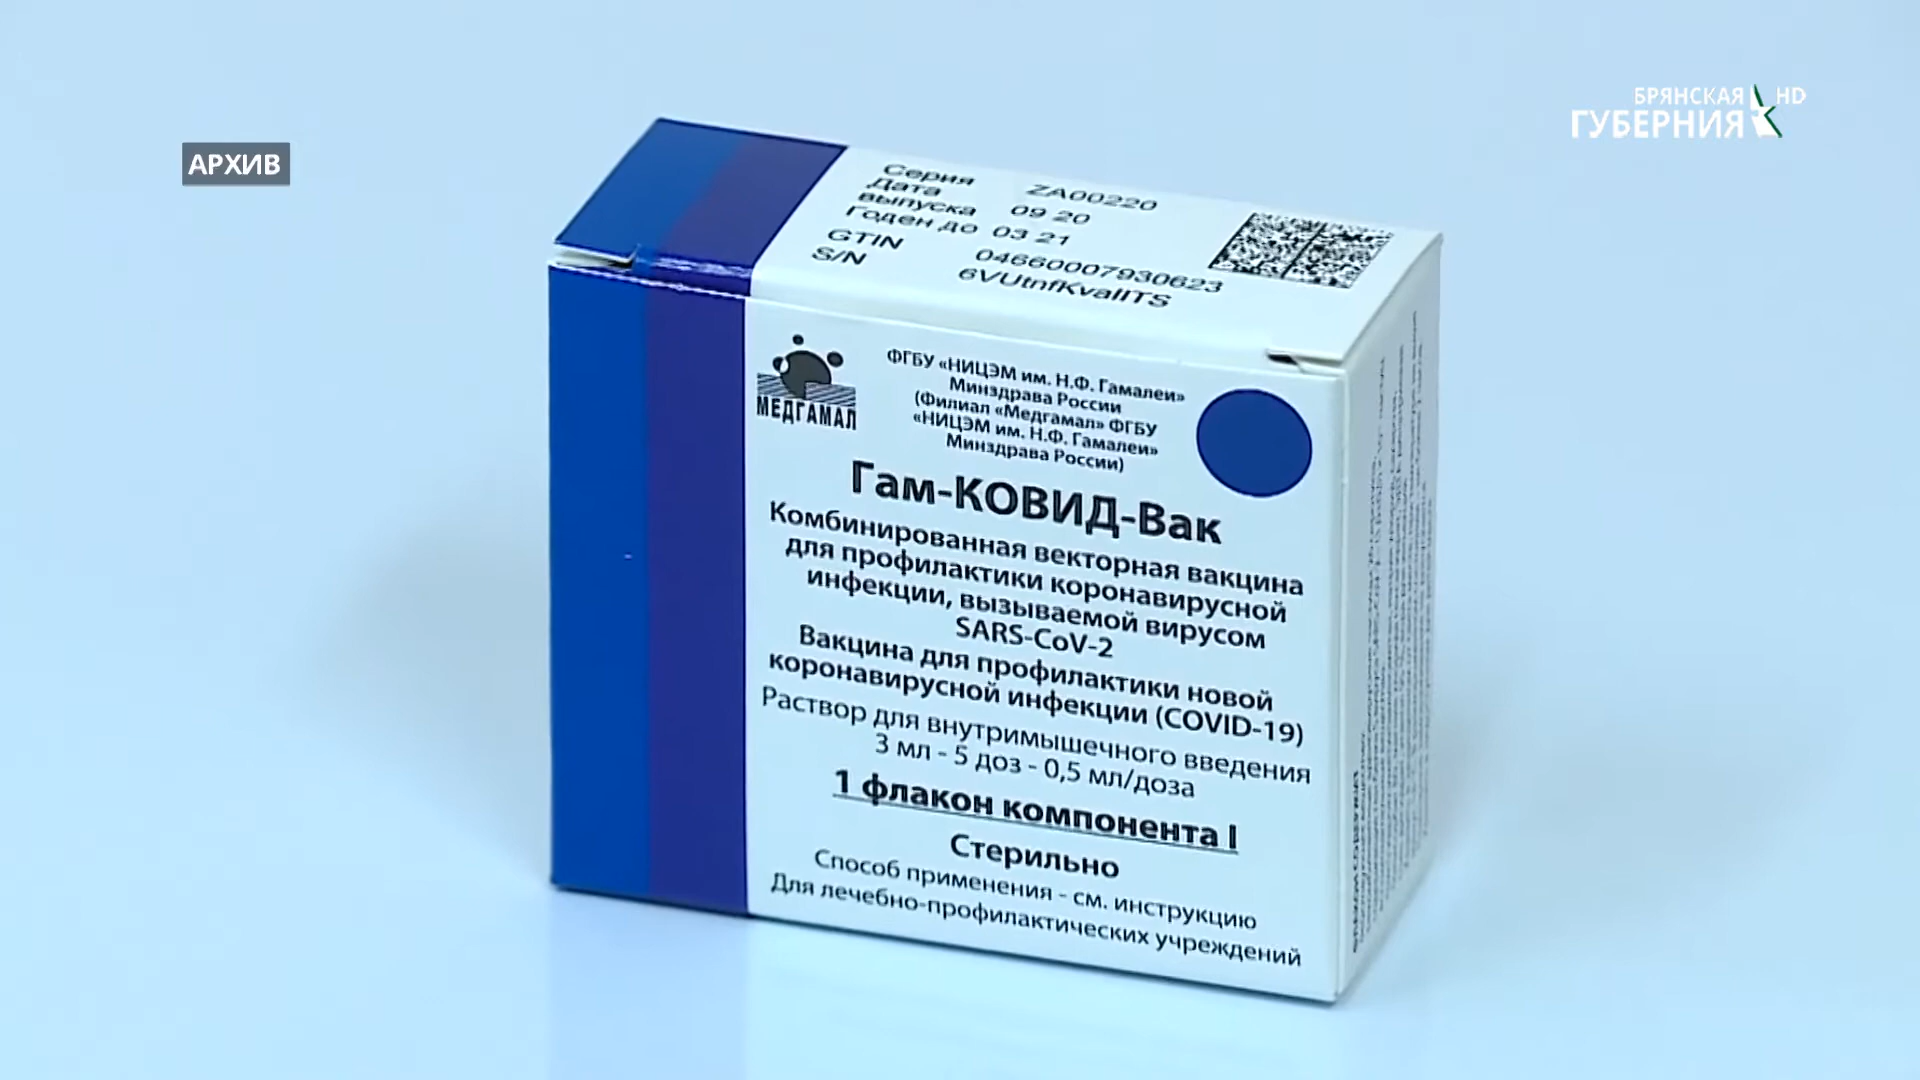 АРХИВ
БРЯНСКАЯ HD
ГУБЕРНИЯ
Серия ZA00220
Дата
выпуска 09 20
Годен до 03 21
GTIN 04660007930623
S/N
МЕДГАМАЛ
ФГБУ «НИЦЭМ им. Н.Ф. Гамалеи»
Минздрава России
(Филиал «Медгамал» ФГБУ
«НИЦЭМ им. Н.Ф. Гамалеи»
Минздрава России)
Гам-КОВИД-Вак
Комбинированная векторная вакцина
для профилактики коронавирусной
инфекции, вызываемой вирусом
SARS-CoV-2
Вакцина для профилактики новой
коронавирусной инфекции (COVID-19)
Раствор для внутримышечного введения
3 мл - 5 доз - 0,5 мл/доза
1 флакон компонента I
Стерильно
Способ применения - см. инструкцию
Для лечебно-профилактических учреждений